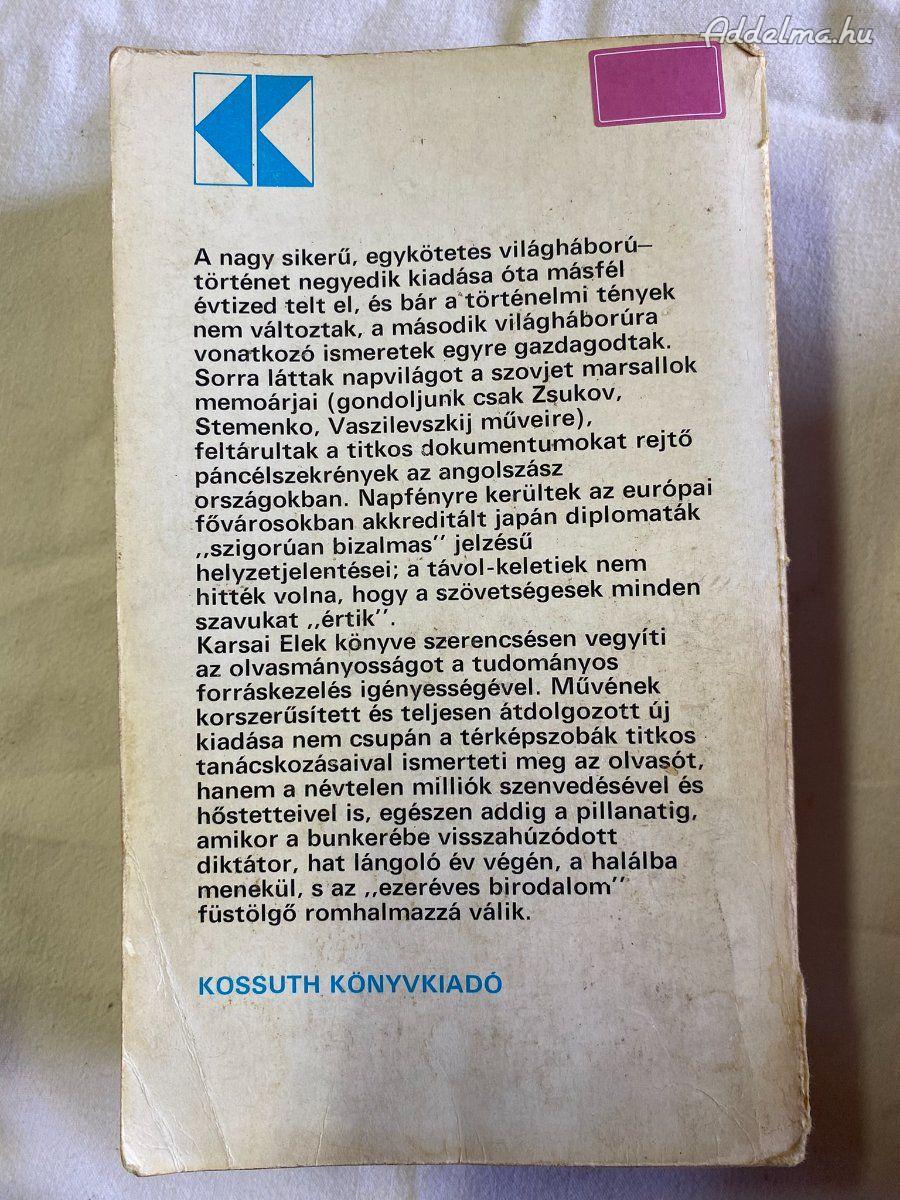 Addelma.hu
A nagy sikerű, egykötetes világháború–
történet negyedik kiadása óta másfél
évtized telt el, és bár a történelmi tények
nem változtak, a második világháborúra
vonatkozó ismeretek egyre gazdagodtak.
Sorra láttak napvilágot a szovjet marsallok
memoárjai (gondoljunk csak Zsukov,
Stemenko, Vaszilevszkij műveire),
feltárultak a titkos dokumentumokat rejtő
páncélszekrények az angolszász
országokban. Napfényre kerültek az európai
fővárosokban akkreditált japán diplomaták
,,szigorúan bizalmas'' jelzésű
helyzetjelentései; a távol-keletiek nem
hitték volna, hogy a szövetségesek minden
szavukat ,,értik''.
Karsai Elek könyve szerencsésen vegyíti
az olvasmányosságot a tudományos
forráskezelés igényességével. Művének
korszerűsített és teljesen átdolgozott új
kiadása nem csupán a térképszobák titkos
tanácskozásaival ismerteti meg az olvasót,
hanem a névtelen milliók szenvedésével és
hőstetteivel is, egészen addig a pillanatig,
amikor a bunkerébe visszahúzódott
diktátor, hat lángoló év végén, a halálba
menekül, s az ,,ezeréves birodalom''
füstölgő romhalmazzá válik.
KOSSUTH KÖNYVKIADÓ